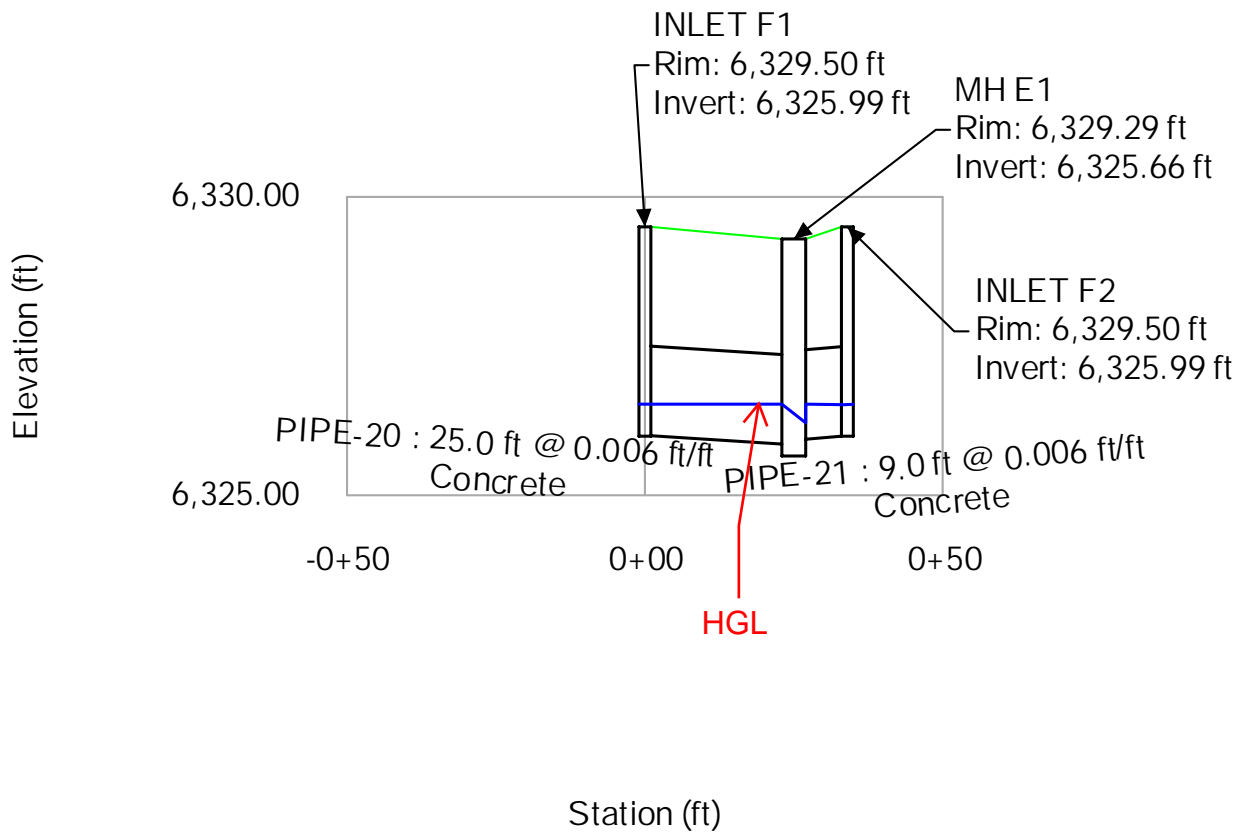 INLET F1
Rim: 6,329.50 ft
Invert: 6,325.99 ft
MH E1
Rim: 6,329.29 ft
Invert: 6,325.66 ft
6,330.00
Elevation (ft)
INLET F2
Rim: 6,329.50 ft
Invert: 6,325.99 ft
PIPE-20 : 25.0 ft @ 0.006 ft/ft
Concrete
PIPE-21 : 9.0 ft @ 0.006 ft/ft
Concrete
6,325.00
-0+50
0+00
0+50
HGL
Station (ft)